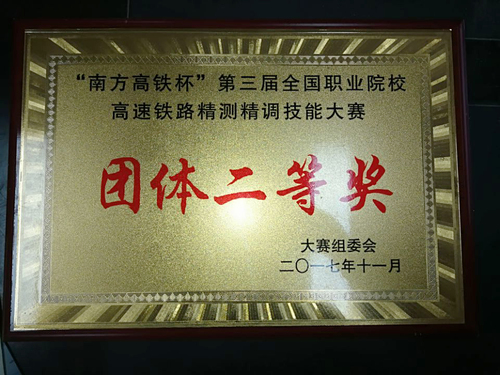 “南方高铁杯”第三届全国职业院校
高速铁路精测精调技能大赛
团体二等奖
大赛组委会
二〇一七年十一月